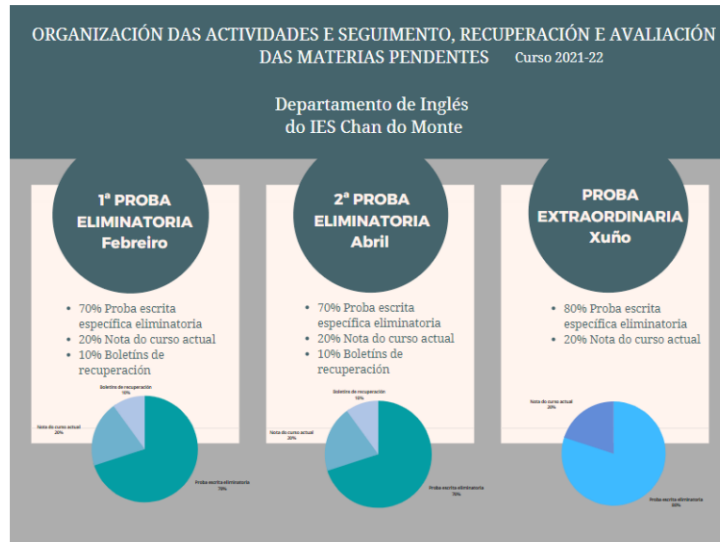 ORGANIZACIÓN DAS ACTIVIDADES E SEGUIMENTO, RECUPERACIÓN E AVALIACIÓN
DAS MATERIAS PENDENTES Curso 2021-22
Departamento de Inglés
do IES Chan do Monte
1ª PROBA
ELIMINATORIA
Febreiro
• 70% Proba escrita
específica eliminatoria
• 20% Nota do curso actual
• 10% Boletíns de
recuperación
Boletíns de recuperación
10%
Nota do curso actual
20%
Proba escrita eliminatoria
70%
2ª PROBA
ELIMINATORIA
Abril
• 70% Proba escrita
específica eliminatoria
• 20% Nota do curso actual
• 10% Boletíns de
recuperación
Boletíns de recuperación
10%
Nota do curso actual
20%
Proba escrita eliminatoria
70%
PROBA
EXTRAORDINARIA
Xuño
• 80% Proba escrita
específica eliminatoria
• 20% Nota do curso actual
Nota do curso actual
20%
Proba escrita eliminatoria
80%